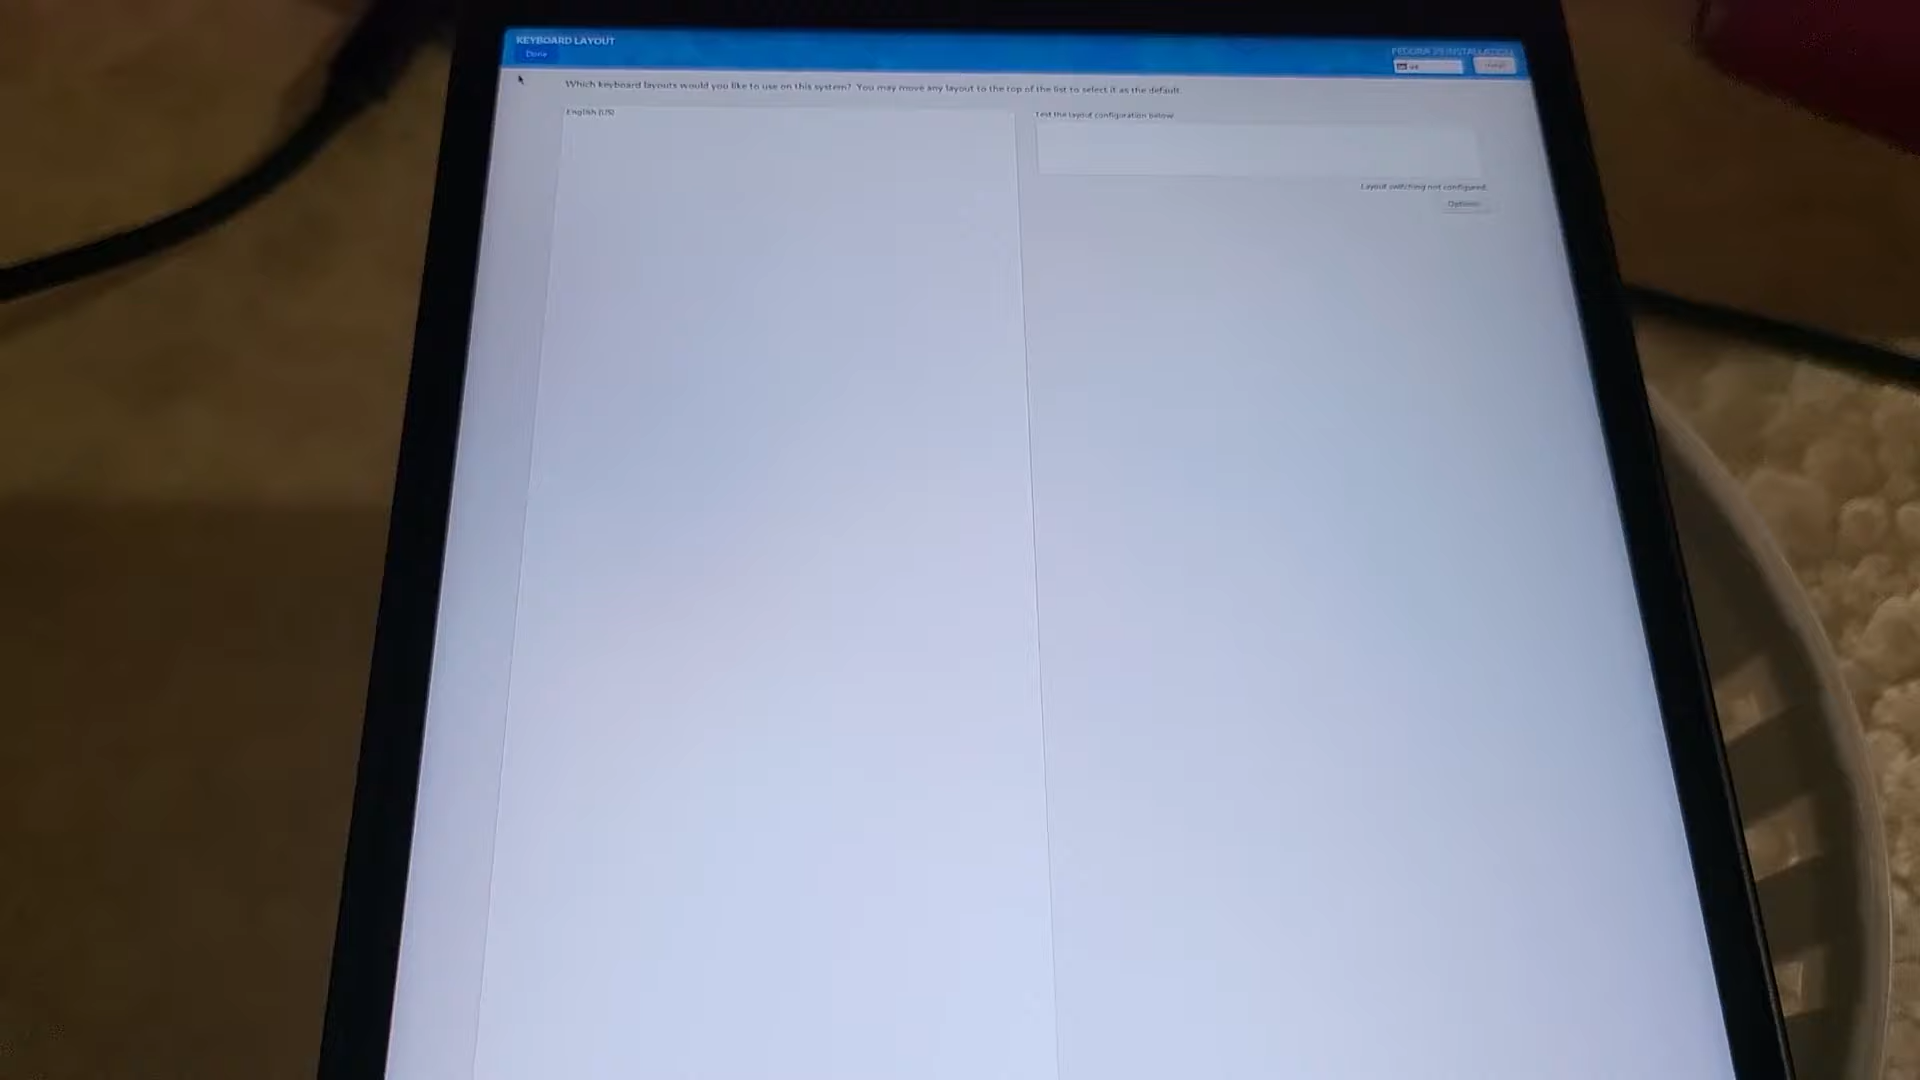 KEYBOARD LAYOUT
Done
us
Which keyboard layouts would you like to use on this system? You may move any layout to the top of the list to select it as the default.
English (US)
Test the layout configuration below:
Layout switching not configured.
Options